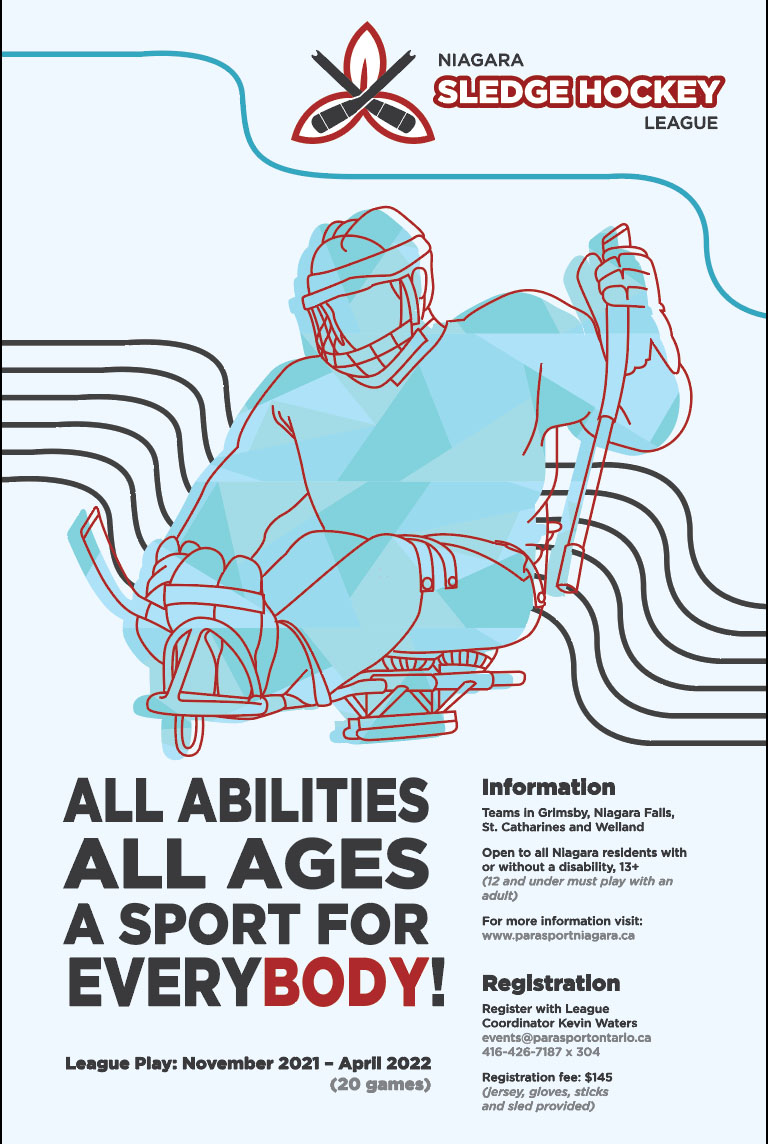 NIAGARA
SLEDGE HOCKEY
LEAGUE
ALL ABILITIES
ALL AGES
A SPORT FOR
EVERYBODY!
League Play: November 2021 – April 2022
(20 games)
Information
Teams in Grimsby, Niagara Falls,
St. Catharines and Welland
Open to all Niagara residents with
or without a disability, 13+
(12 and under must play with an
adult)
For more information visit:
www.parasportniagara.ca
Registration
Register with League
Coordinator Kevin Waters
events@parasportontario.ca
416-426-7187 x 304
Registration fee: $145
(jersey, gloves, sticks
and sled provided)